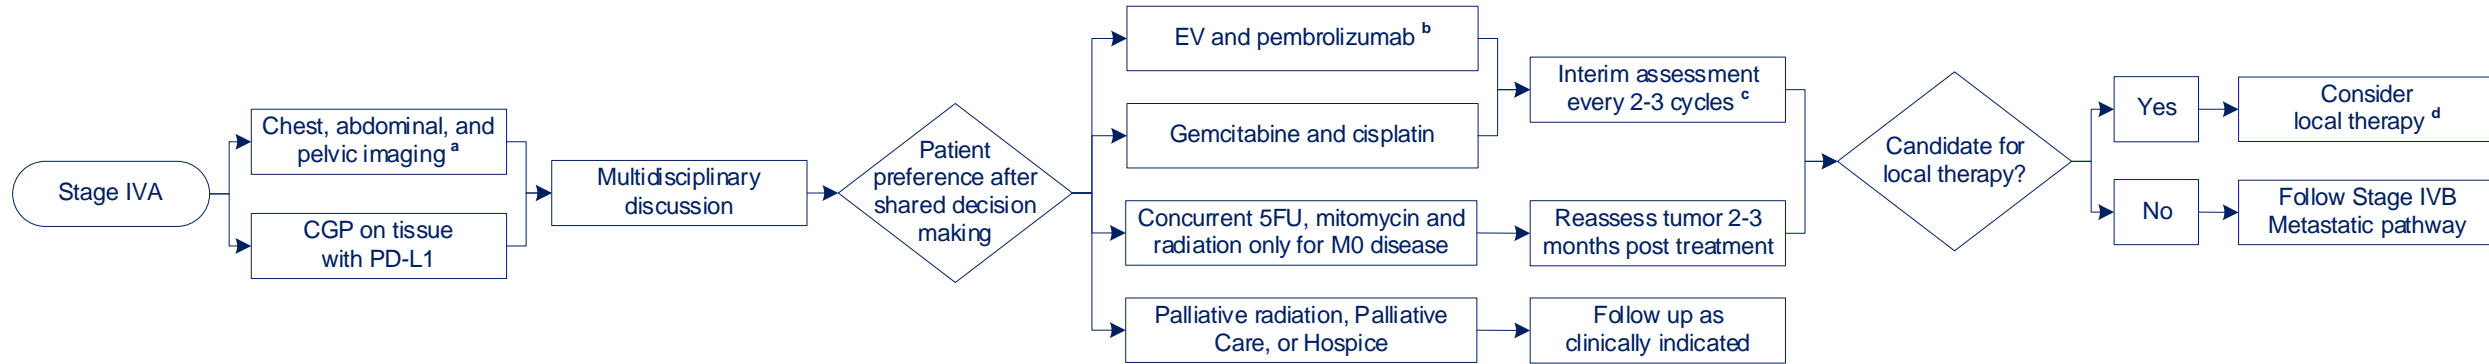 Stage IVA
Chest, abdominal, and
pelvic imaging a
CGP on tissue
with PD-L1
Multidisciplinary
discussion
Patient
preference after
shared decision
making
EV and pembrolizumab b
Gemcitabine and cisplatin
Concurrent 5FU, mitomycin and
radiation only for M0 disease
Palliative radiation, Palliative
Care, or Hospice
Interim assessment
every 2-3 cycles c
Reassess tumor 2-3
months post treatment
Follow up as
clinically indicated
Candidate for
local therapy?
Yes
No
Consider
local therapy d
Follow Stage IVB
Metastatic pathway